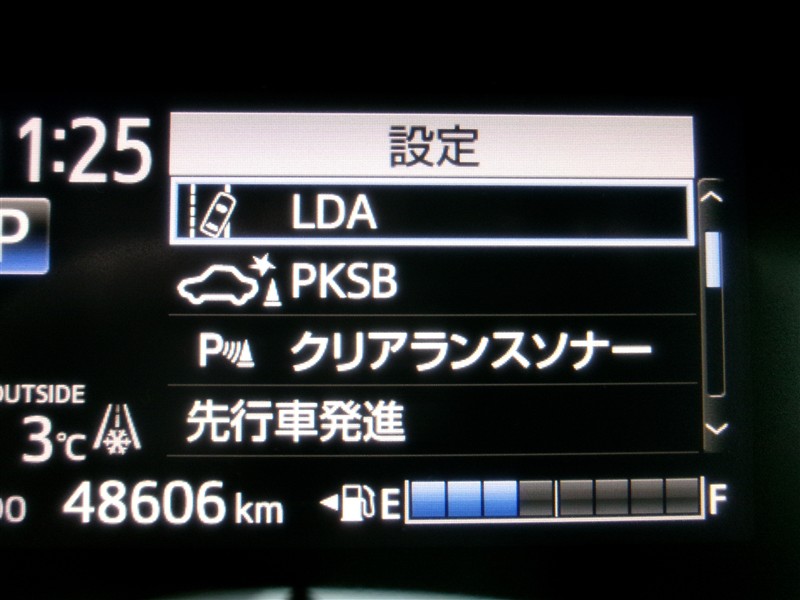 1:25
設定
LDA
P
PKSB
P クリアランスソナー
OUTSIDE
3℃
先行車発進
48606 km
E F